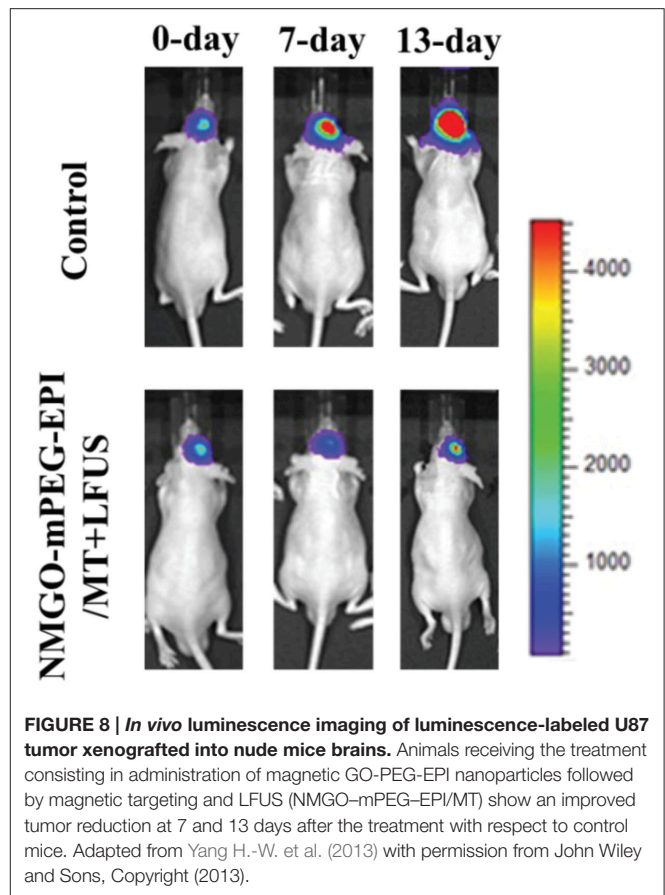 0-day 7-day 13-day
Control
NMGO-mPEG-EPI
/MT+LFUS
4000
3000
2000
1000
FIGURE 8 | In vivo luminescence imaging of luminescence-labeled U87
tumor xenografted into nude mice brains. Animals receiving the treatment
consisting in administration of magnetic GO-PEG-EPI nanoparticles followed
by magnetic targeting and LFUS (NMGO–mPEG–EPI/MT) show an improved
tumor reduction at 7 and 13 days after the treatment with respect to control
mice. Adapted from Yang H.-W. et al. (2013) with permission from John Wiley
and Sons, Copyright (2013).